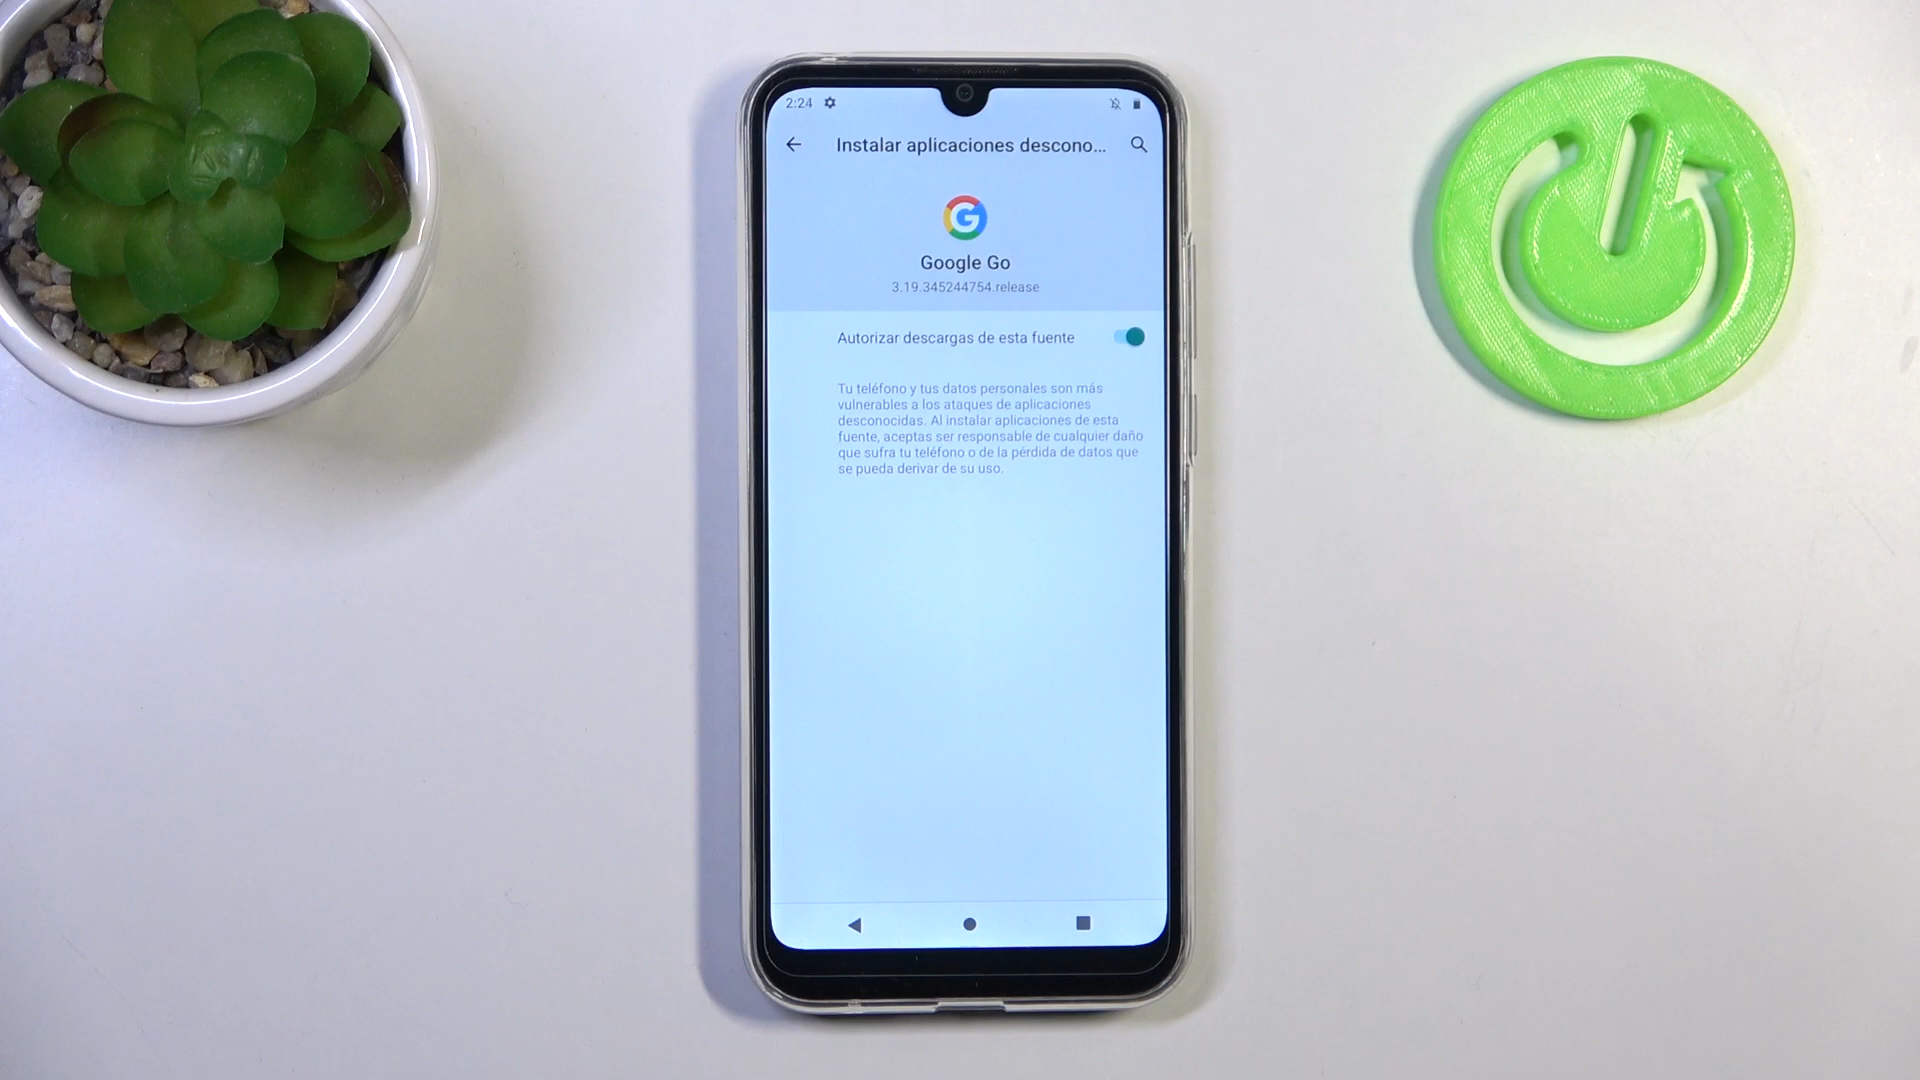 2:24
Instalar aplicaciones descono...
Google Go
3.19.345244754.release
Autorizar descargas de esta fuente
Tu teléfono y tus datos personales son más
vulnerables a los ataques de aplicaciones
desconocidas. Al instalar aplicaciones de esta
fuente, aceptas ser responsable de cualquier daño
que sufra tu teléfono o de la pérdida de datos que
se pueda derivar de su uso.